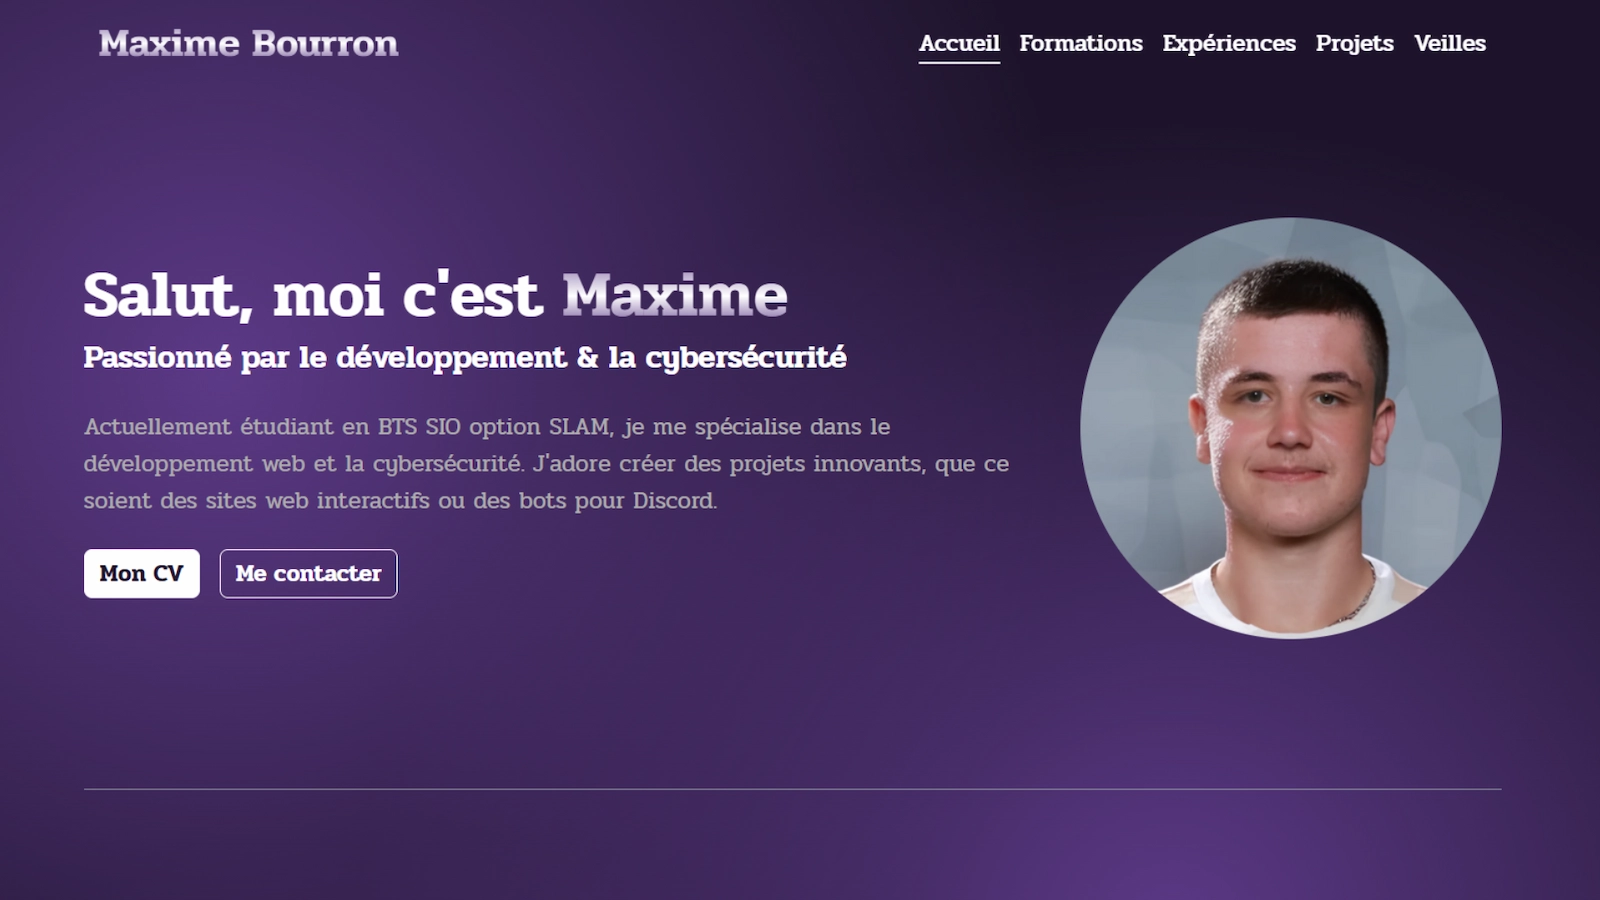 Maxime Bourron
Accueil Formations Expériences Projets Veilles
Salut, moi c'est Maxime
Passionné par le développement & la cybersécurité
Actuellement étudiant en BTS SIO option SLAM, je me spécialise dans le
développement web et la cybersécurité. J'adore créer des projets innovants, que ce
soient des sites web interactifs ou des bots pour Discord.
Mon CV
Me contacter